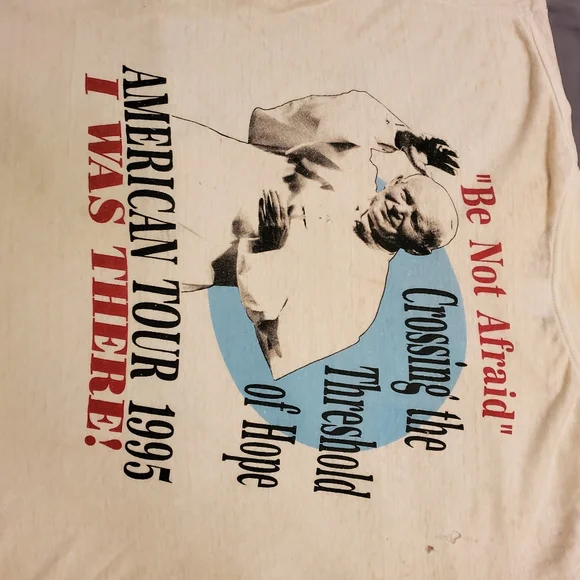 "Be Not Afraid"
Crossing the
Threshold
of Hope
AMERICAN TOUR 1995
I WAS THERE!